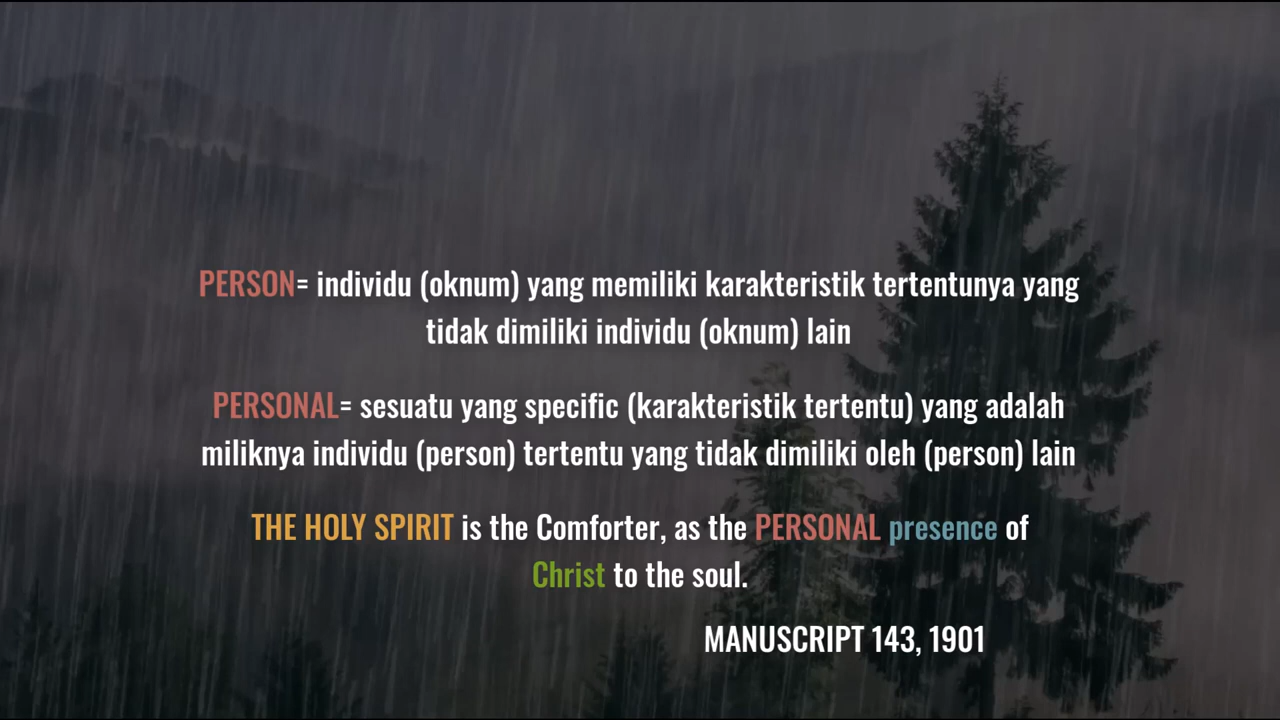 PERSON= individu (oknum) yang memiliki karakteristik tertentunya yang
tidak dimiliki individu (oknum) lain
PERSONAL= sesuatu yang specific (karakteristik tertentu) yang adalah
miliknya individu (person) tertentu yang tidak dimiliki oleh (person) lain
THE HOLY SPIRIT is the Comforter, as the PERSONAL presence of
Christ to the soul.
MANUSCRIPT 143, 1901